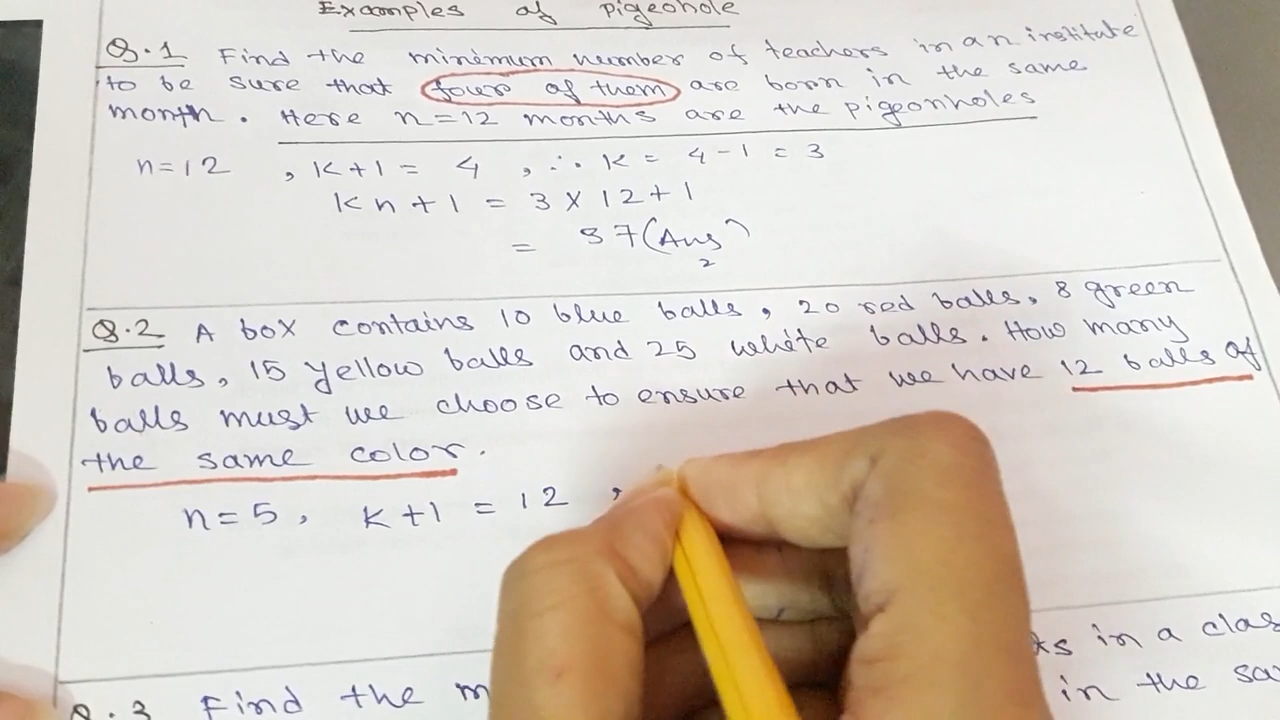 Examples of pigeohole
Q.1 Find the minimum number of teachers in an institute
to be sure that four of them are born in the same
month. Here n=12 months are the pigeonholes
n=12 , K+1 = 4 , ∴ K = 4-1 = 3
Kn+1 = 3 X 12+1
= 37 (Ans)
Q.2 A box contains 10 blue balls, 20 red balls, 8 green
balls, 15 yellow balls and 25 white balls. How many
balls must we choose to ensure that we have 12 balls of
the same color.
n=5, K+1 = 12 ,
in a
Q.3 Find the
in the